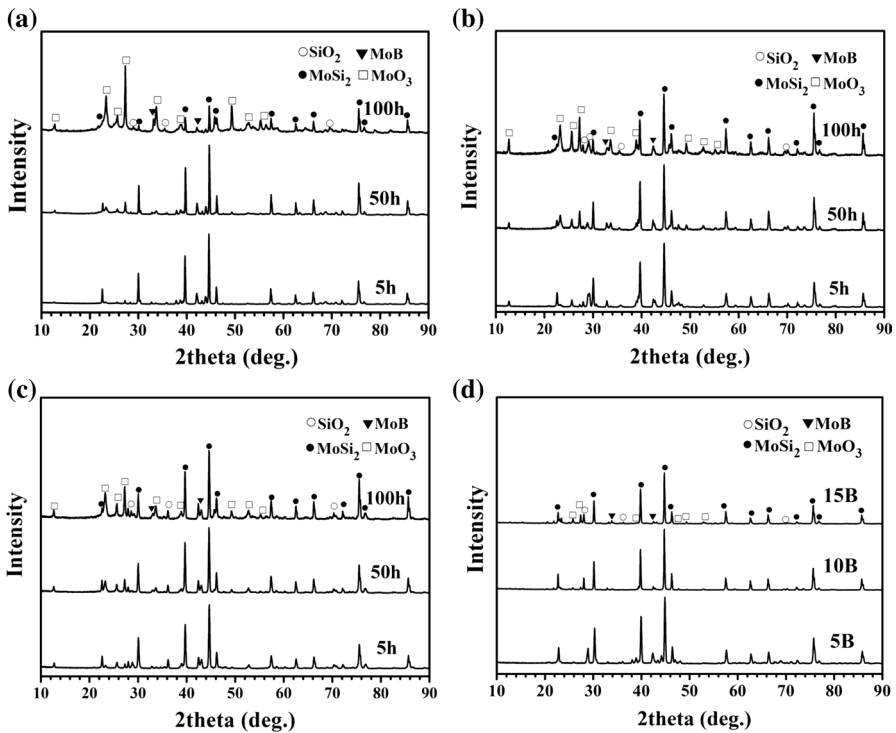 (a)
○ SiO₂ ▼ MoB
● MoSi₂ □ MoO₃
100h
50h
5h
Intensity
10 20 30 40 50 60 70 80 90
2theta (deg.)
(b)
○ SiO₂ ▼ MoB
● MoSi₂ □ MoO₃
100h
50h
5h
Intensity
10 20 30 40 50 60 70 80 90
2theta (deg.)
(c)
○ SiO₂ ▼ MoB
● MoSi₂ □ MoO₃
100h
50h
5h
Intensity
10 20 30 40 50 60 70 80 90
2theta (deg.)
(d)
○ SiO₂ ▼ MoB
● MoSi₂ □ MoO₃
15B
10B
5B
Intensity
10 20 30 40 50 60 70 80 90
2theta (deg.)